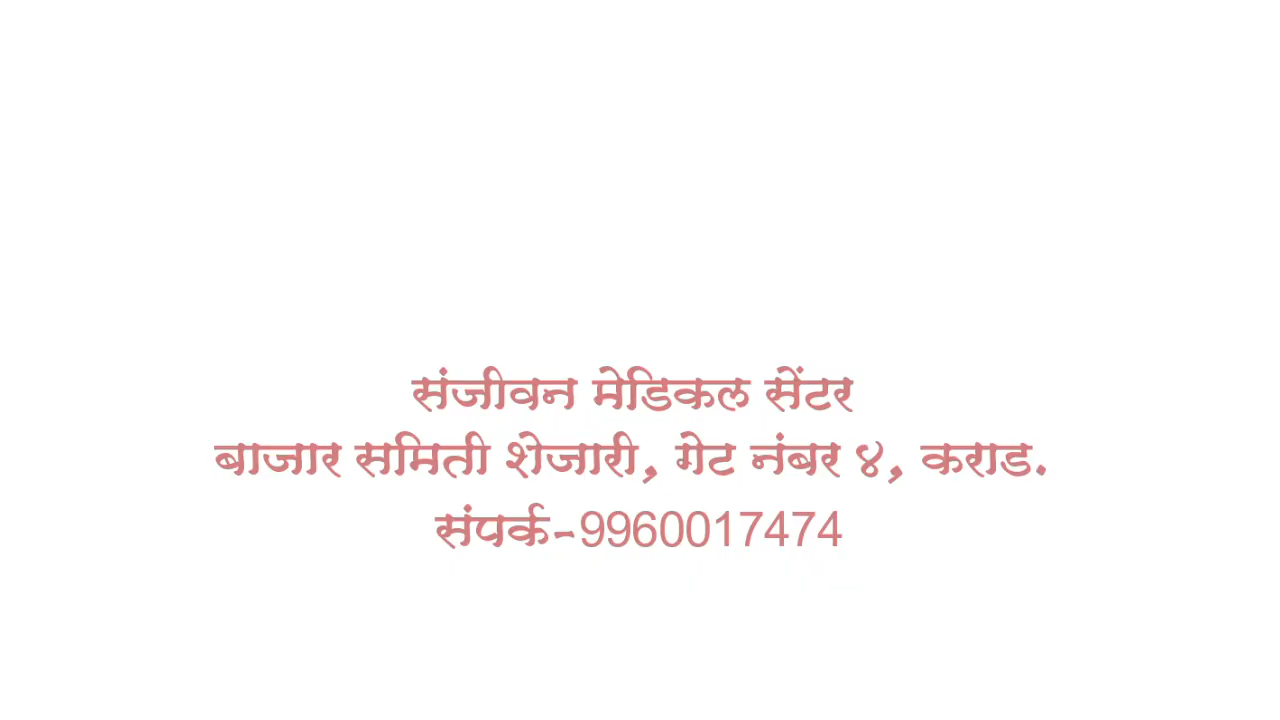 संजीवन मेडिकल सेंटर
बाजार समिती शेजारी, गेट नंबर ४, कराड.
संपर्क-9960017474